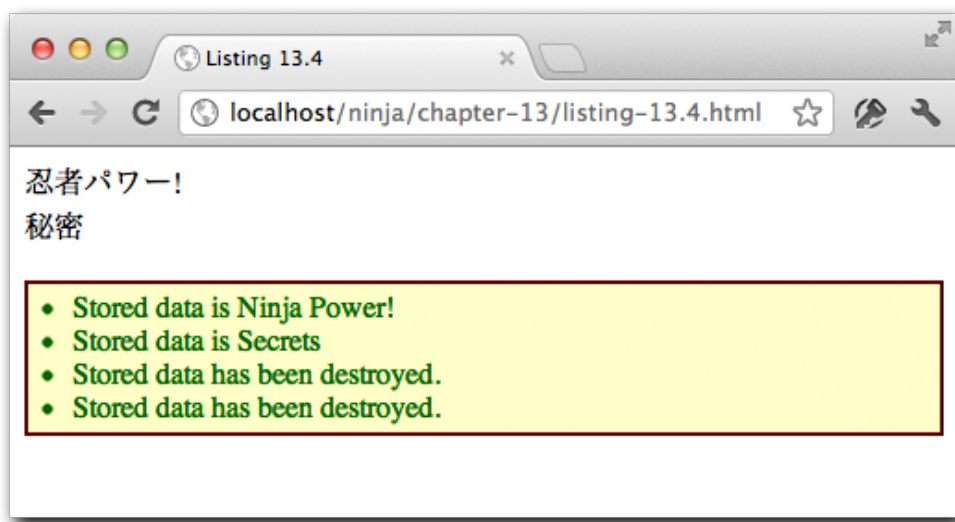 Listing 13.4
localhost/ninja/chapter-13/listing-13.4.html
忍者パワー!
秘密
• Stored data is Ninja Power!
• Stored data is Secrets
• Stored data has been destroyed.
• Stored data has been destroyed.